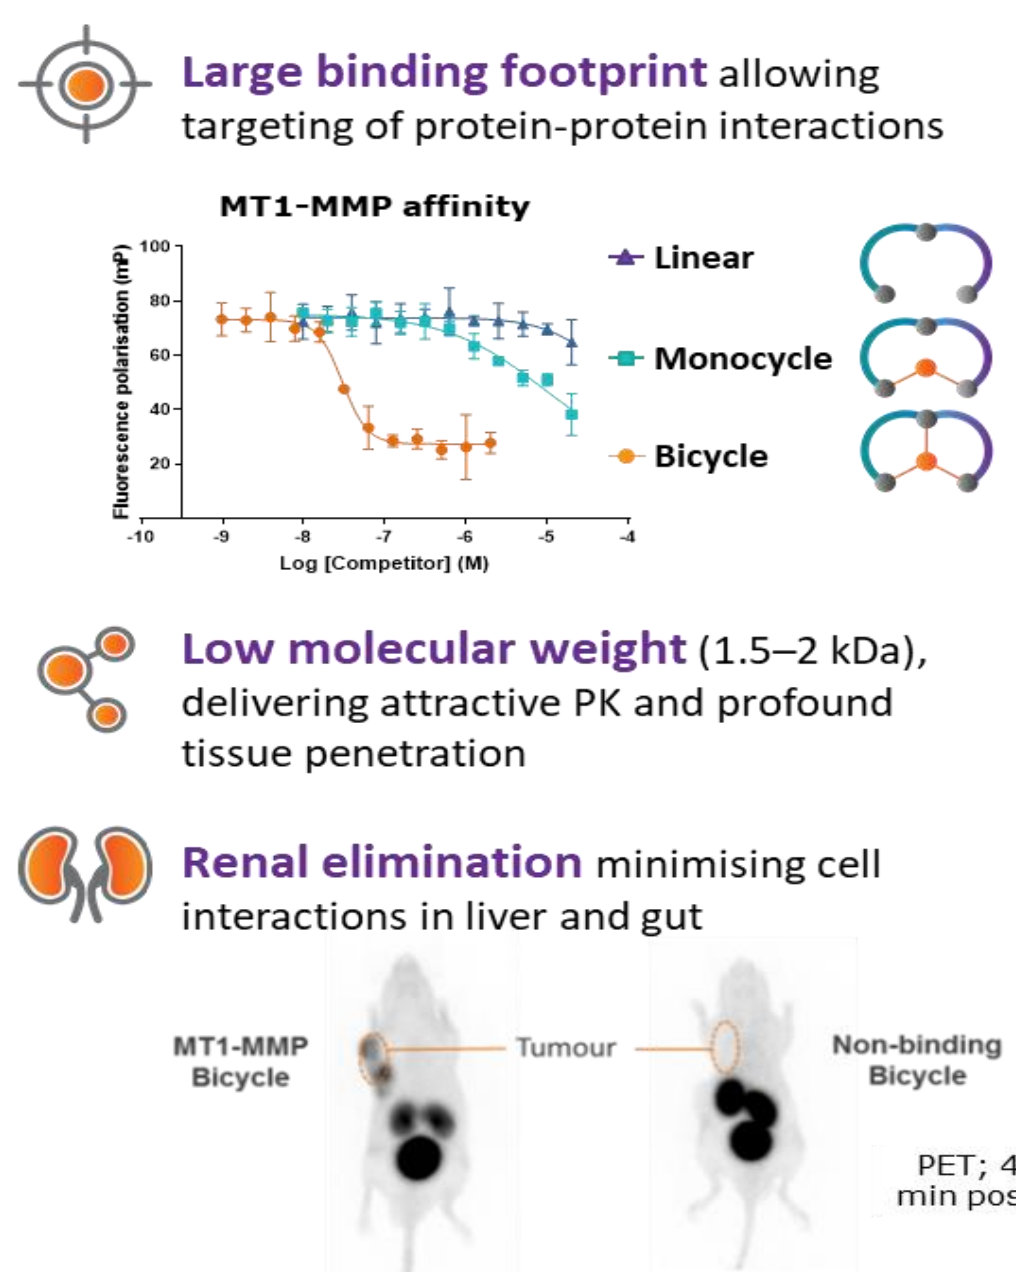 Large binding footprint allowing
targeting of protein-protein interactions
MT1-MMP affinity
Fluorescence polarisation (mP)
100
80
60
40
20
-10 -9 -8 -7 -6 -5 -4
Log [Competitor] (M)
Linear
Monocycle
Bicycle
Low molecular weight (1.5–2 kDa),
delivering attractive PK and profound
tissue penetration
Renal elimination minimising cell
interactions in liver and gut
MT1-MMP
Bicycle
Tumour
Non-binding
Bicycle
PET; 4
min pos